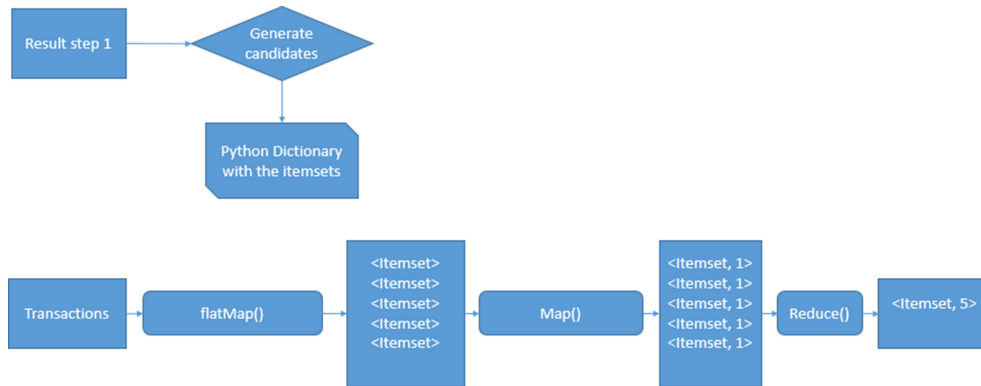 Result step 1
Generate
candidates
Python Dictionary
with the itemsets
Transactions
flatMap()
<Itemset>
<Itemset>
<Itemset>
<Itemset>
<Itemset>
Map()
<Itemset, 1>
<Itemset, 1>
<Itemset, 1>
<Itemset, 1>
<Itemset, 1>
Reduce()
<Itemset, 5>